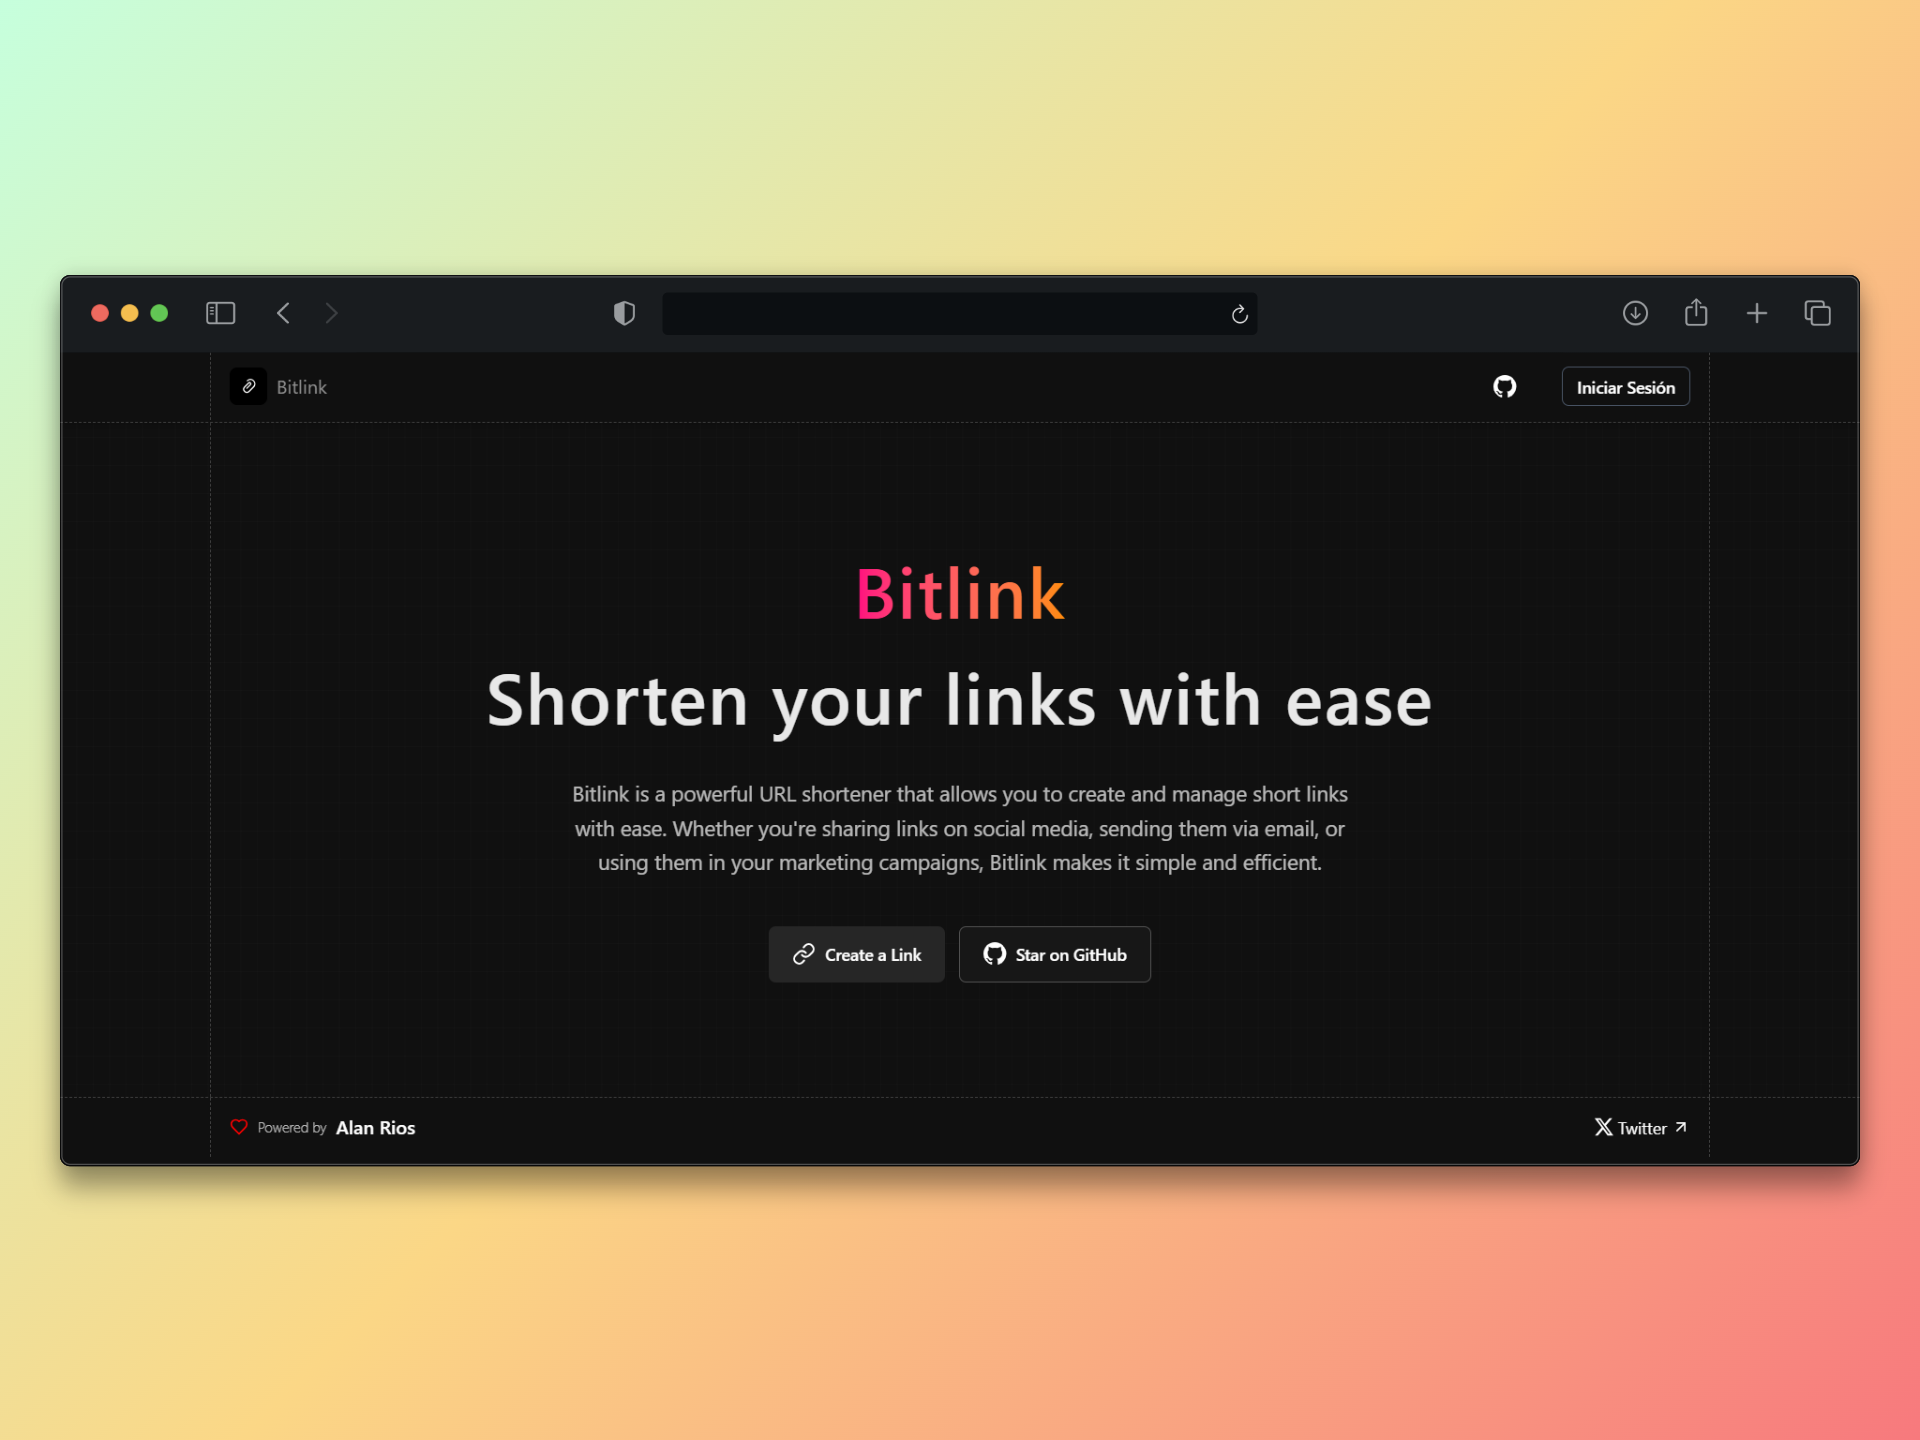 Bitlink
Iniciar Sesión
Bitlink
Shorten your links with ease
Bitlink is a powerful URL shortener that allows you to create and manage short links
with ease. Whether you're sharing links on social media, sending them via email, or
using them in your marketing campaigns, Bitlink makes it simple and efficient.
Create a Link
Star on GitHub
Powered by Alan Rios
Twitter